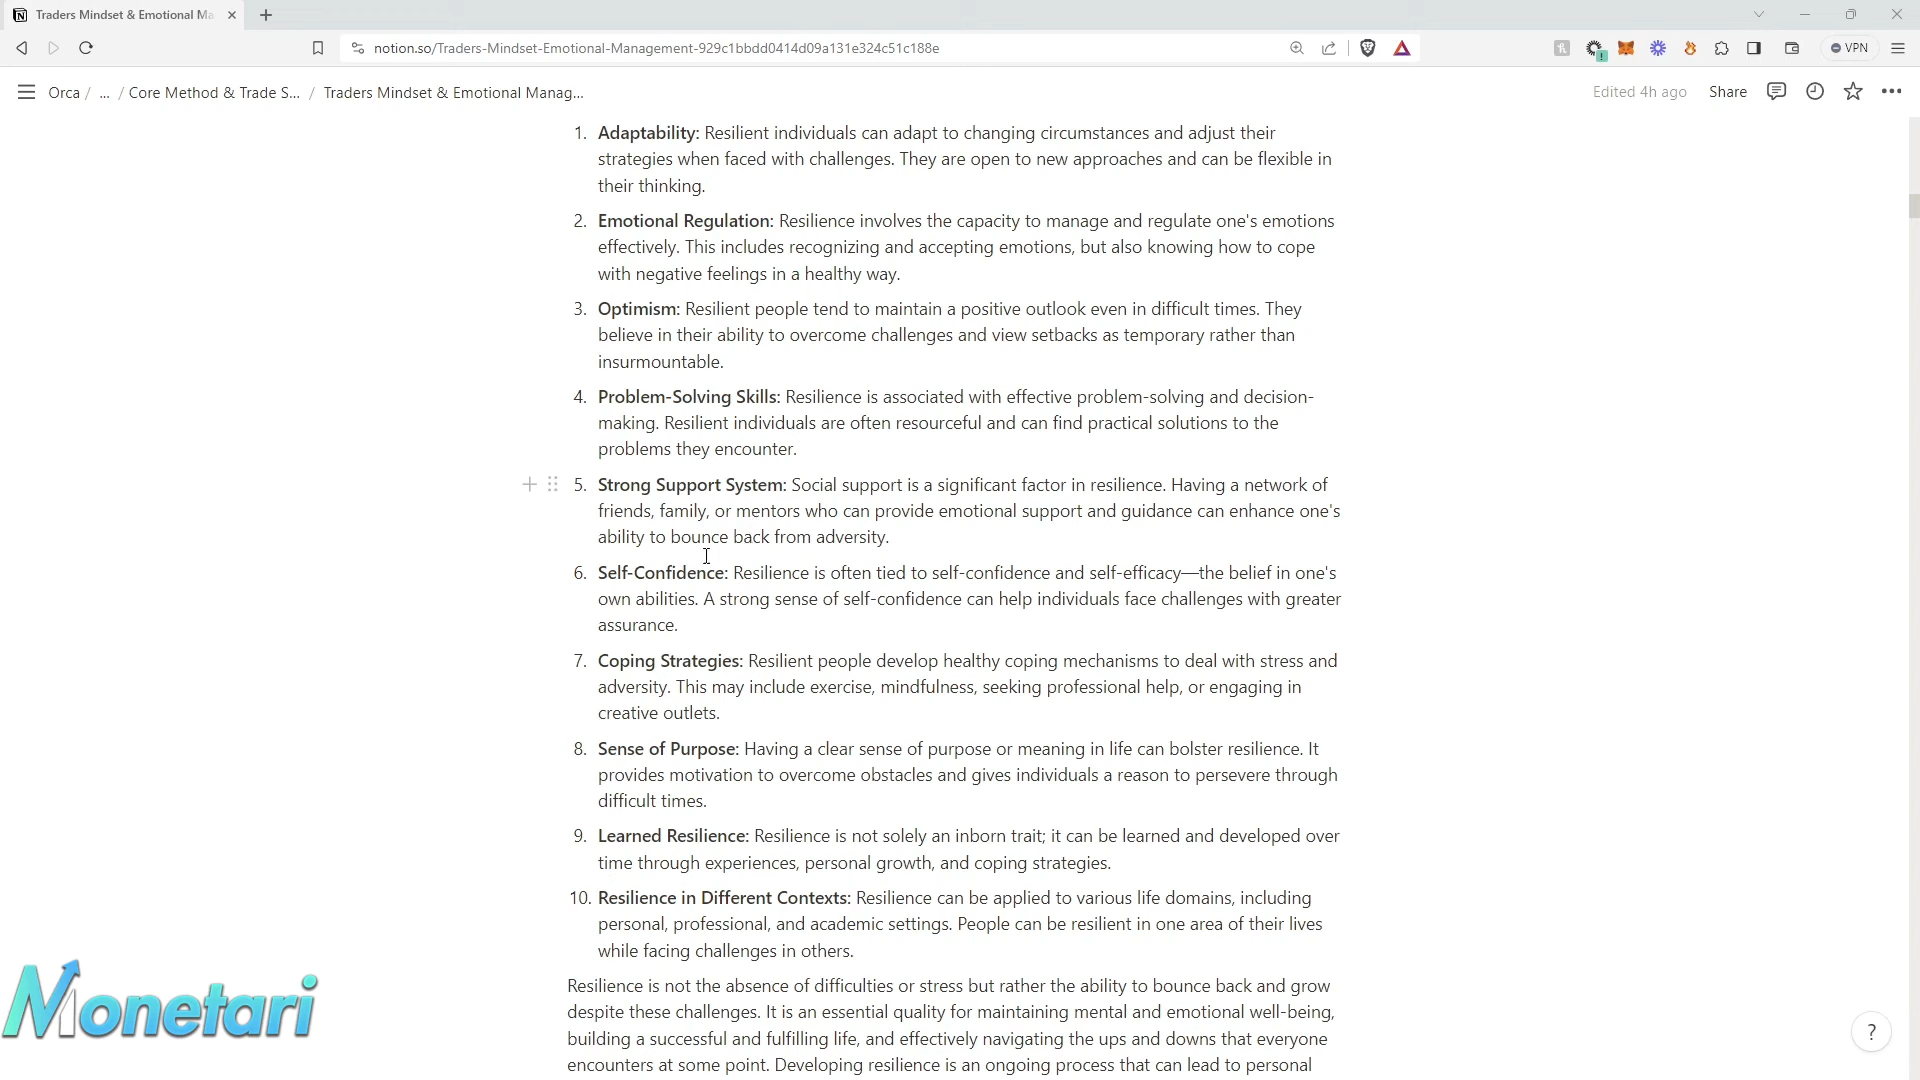 Traders Mindset & Emotional Ma
notion.so/Traders-Mindset-Emotional-Management-929c1bbdd0414d09a131e324c51c188e
VPN
Orca / ... / Core Method & Trade S... / Traders Mindset & Emotional Manag...
Edited 4h ago Share
1. Adaptability: Resilient individuals can adapt to changing circumstances and adjust their
strategies when faced with challenges. They are open to new approaches and can be flexible in
their thinking.
2. Emotional Regulation: Resilience involves the capacity to manage and regulate one's emotions
effectively. This includes recognizing and accepting emotions, but also knowing how to cope
with negative feelings in a healthy way.
3. Optimism: Resilient people tend to maintain a positive outlook even in difficult times. They
believe in their ability to overcome challenges and view setbacks as temporary rather than
insurmountable.
4. Problem-Solving Skills: Resilience is associated with effective problem-solving and decision-
making. Resilient individuals are often resourceful and can find practical solutions to the
problems they encounter.
5. Strong Support System: Social support is a significant factor in resilience. Having a network of
friends, family, or mentors who can provide emotional support and guidance can enhance one's
ability to bounce back from adversity.
6. Self-Confidence: Resilience is often tied to self-confidence and self-efficacy—the belief in one's
own abilities. A strong sense of self-confidence can help individuals face challenges with greater
assurance.
7. Coping Strategies: Resilient people develop healthy coping mechanisms to deal with stress and
adversity. This may include exercise, mindfulness, seeking professional help, or engaging in
creative outlets.
8. Sense of Purpose: Having a clear sense of purpose or meaning in life can bolster resilience. It
provides motivation to overcome obstacles and gives individuals a reason to persevere through
difficult times.
9. Learned Resilience: Resilience is not solely an inborn trait; it can be learned and developed over
time through experiences, personal growth, and coping strategies.
10. Resilience in Different Contexts: Resilience can be applied to various life domains, including
personal, professional, and academic settings. People can be resilient in one area of their lives
while facing challenges in others.
Resilience is not the absence of difficulties or stress but rather the ability to bounce back and grow
despite these challenges. It is an essential quality for maintaining mental and emotional well-being,
building a successful and fulfilling life, and effectively navigating the ups and downs that everyone
encounters at some point. Developing resilience is an ongoing process that can lead to personal
Monetari
?